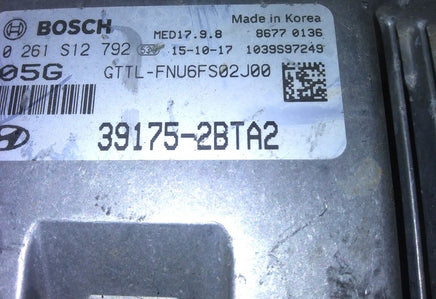 BOSCH MED17.9.8 Made in Korea
8677 0136
0 261 S12 792 15-10-17 1039S97249
05G GTTL-FNU6FS02J00
39175-2BTA2